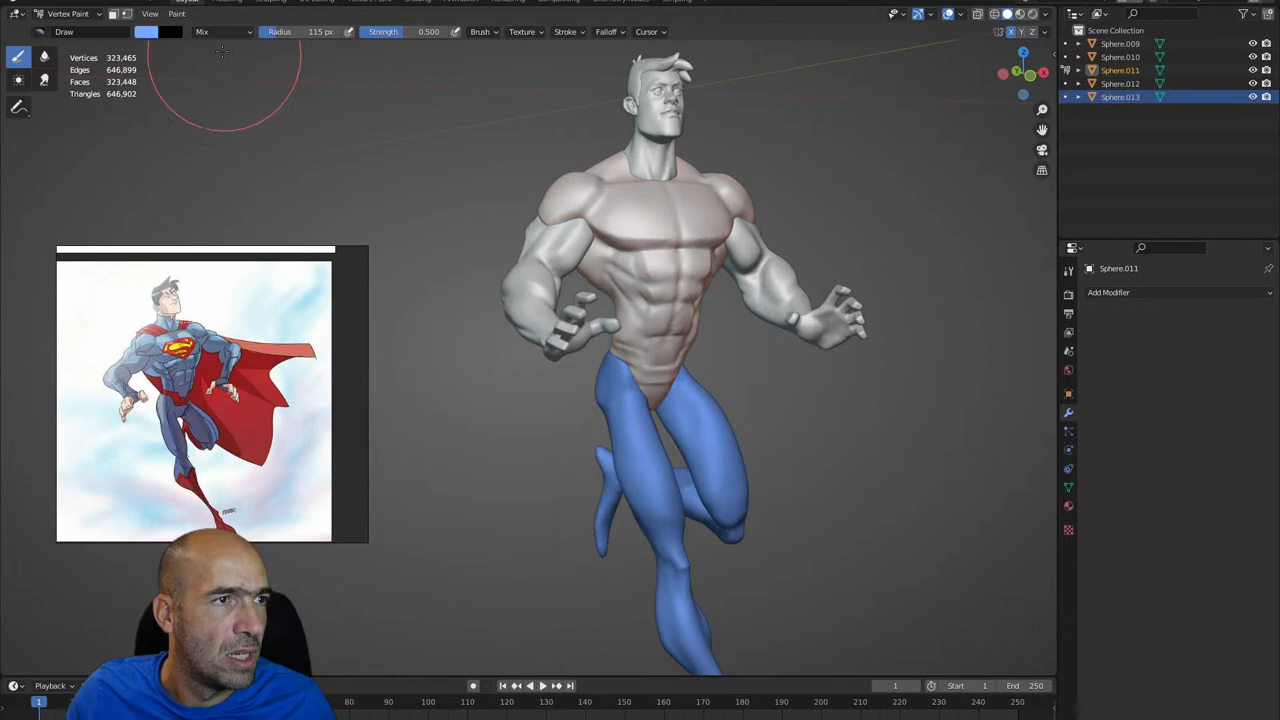 Vertex Paint View Paint
Draw Mix Radius 115 px Strength 0.500 Brush Texture Stroke Falloff Cursor X Y Z
Vertices 323,465
Edges 646,899
Faces 323,448
Triangles 646,902
Z
Y
X
Scene Collection
Sphere.009
Sphere.010
Sphere.011
Sphere.012
Sphere.013
Sphere.011
Add Modifier
S
Playback
1 Start 1 End 250
1 70 80 90 100 110 120 130 140 150 160 170 180 190 200 210 220 230 240 250